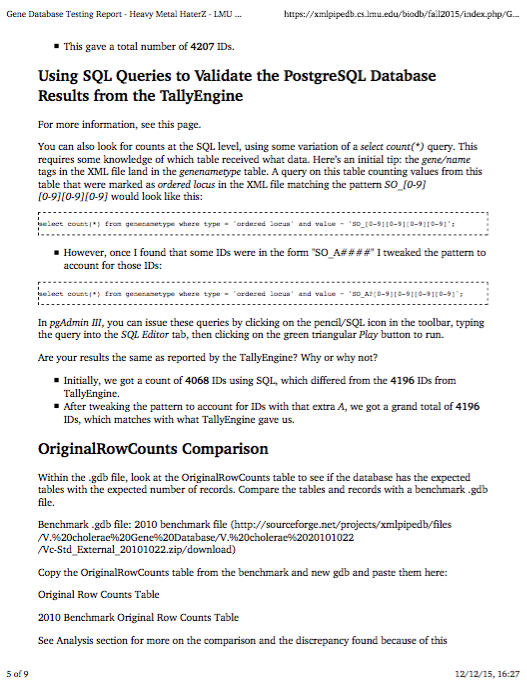 Gene Database Testing Report - Heavy Metal HaterZ - LMU ...
https://xmlpipedb.cs.lmu.edu/biodb/fall2015/index.php/G...
▪ This gave a total number of 4207 IDs.
Using SQL Queries to Validate the PostgreSQL Database
Results from the TallyEngine
For more information, see this page.
You can also look for counts at the SQL level, using some variation of a select count(*) query. This
requires some knowledge of which table received what data. Here's an initial tip: the gene/name
tags in the XML file land in the genenametype table. A query on this table counting values from
this table that were marked as ordered locus in the XML file matching the pattern SO_[0-9]
[0-9][0-9][0-9] would look like this:
select count(*) from genenametype where type = 'ordered locus' and value ~ 'SO_[0-9][0-9][0-9][0-9]';
▪ However, once I found that some IDs were in the form "SO_A####" I tweaked the pattern to
account for those IDs:
select count(*) from genenametype where type = 'ordered locus' and value ~ 'SO_A?[0-9][0-9][0-9][0-9]';
In pgAdmin III, you can issue these queries by clicking on the pencil/SQL icon in the toolbar, typing
the query into the SQL Editor tab, then clicking on the green triangular Play button to run.
Are your results the same as reported by the TallyEngine? Why or why not?
▪ Initially, we got a count of 4068 IDs using SQL, which differed from the 4196 IDs from
TallyEngine.
▪ After tweaking the pattern to account for IDs with that extra A, we got a grand total of 4196
IDs, which matches with what TallyEngine gave us.
OriginalRowCounts Comparison
Within the .gdb file, look at the OriginalRowCounts table to see if the database has the expected
tables with the expected number of records. Compare the tables and records with a benchmark .gdb
file.
Benchmark .gdb file: 2010 benchmark file (http://sourceforge.net/projects/xmlpipedb/files
/V.%20cholerae%20Gene%20Database/V.%20cholerae%2020101022
/Vc-Std_External_20101022.zip/download)
Copy the OriginalRowCounts table from the benchmark and new gdb and paste them here:
Original Row Counts Table
2010 Benchmark Original Row Counts Table
See Analysis section for more on the comparison and the discrepancy found because of this
5 of 9
12/12/15, 16:27